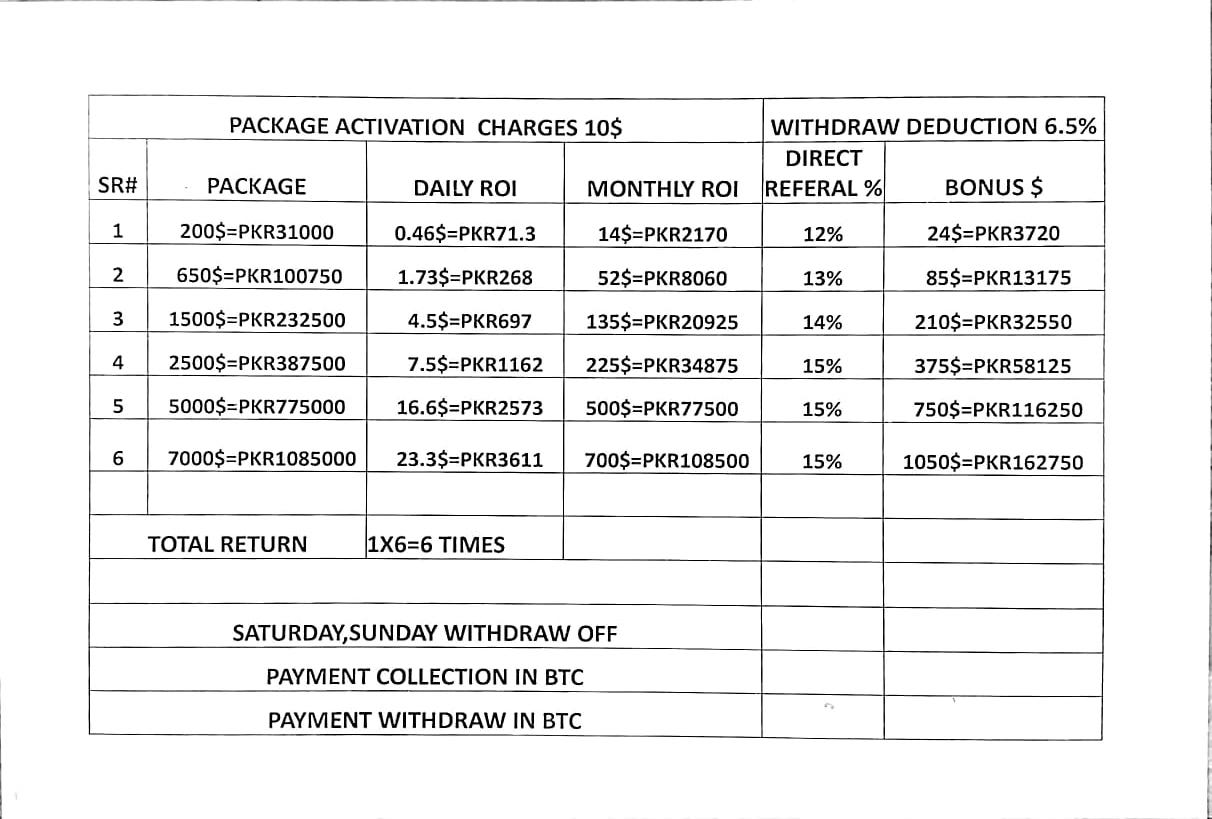 PACKAGE ACTIVATION CHARGES 10$ WITHDRAW DEDUCTION 6.5%
SR# PACKAGE DAILY ROI MONTHLY ROI DIRECT REFERAL % BONUS $
1 200$=PKR31000 0.46$=PKR71.3 14$=PKR2170 12% 24$=PKR3720
2 650$=PKR100750 1.73$=PKR268 52$=PKR8060 13% 85$=PKR13175
3 1500$=PKR232500 4.5$=PKR697 135$=PKR20925 14% 210$=PKR32550
4 2500$=PKR387500 7.5$=PKR1162 225$=PKR34875 15% 375$=PKR58125
5 5000$=PKR775000 16.6$=PKR2573 500$=PKR77500 15% 750$=PKR116250
6 7000$=PKR1085000 23.3$=PKR3611 700$=PKR108500 15% 1050$=PKR162750
TOTAL RETURN 1X6=6 TIMES
SATURDAY,SUNDAY WITHDRAW OFF
PAYMENT COLLECTION IN BTC
PAYMENT WITHDRAW IN BTC